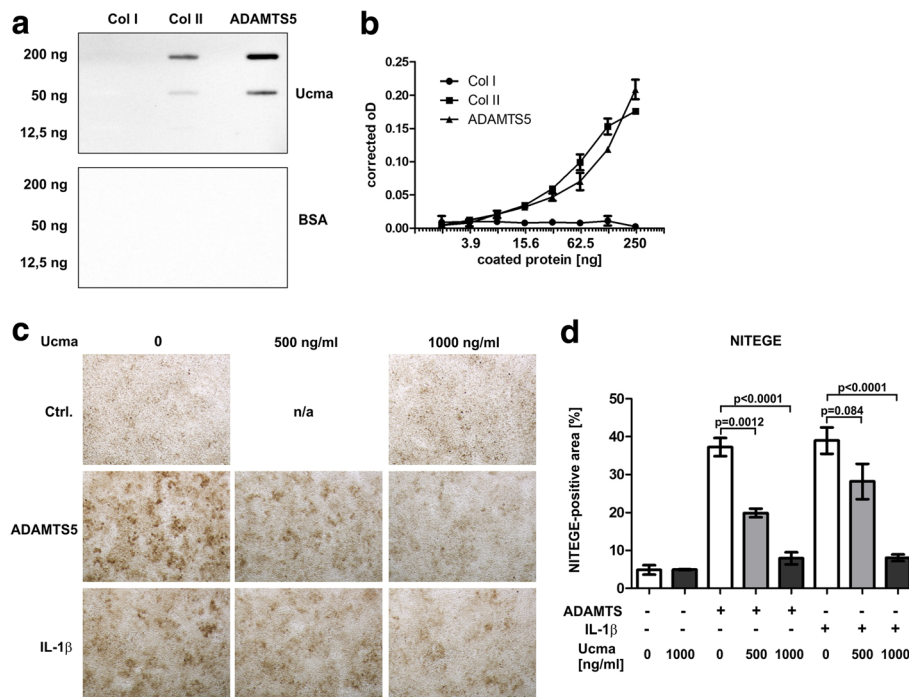 a
Col I Col II ADAMTS5
200 ng
50 ng
12,5 ng
Ucma
200 ng
50 ng
12,5 ng
BSA
b
Col I
Col II
ADAMTS5
corrected oD
0.25
0.20
0.15
0.10
0.05
0.00
3.9 15.6 62.5 250
coated protein [ng]
c
Ucma 0 500 ng/ml 1000 ng/ml
Ctrl.
n/a
ADAMTS5
IL-1β
d
NITEGE
NITEGE-positive area [%]
50
40
30
20
10
0
p<0.0001
p=0.0012
p<0.0001
p=0.084
ADAMTS - - + + + - - -
IL-1β - - - - - + + +
Ucma [ng/ml] 0 1000 0 500 1000 0 500 1000